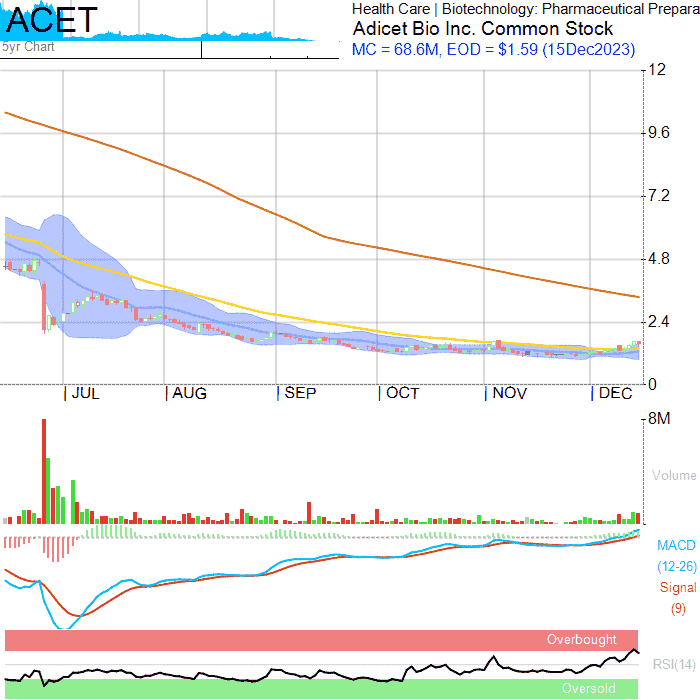 ACET
5yr Chart
Health Care | Biotechnology: Pharmaceutical Prepara
Adicet Bio Inc. Common Stock
MC = 68.6M, EOD = $1.59 (15Dec2023)
12
9.6
7.2
4.8
2.4
0
JUL AUG SEP OCT NOV DEC
8M
Volume
MACD
(12-26)
Signal
(9)
Overbought
RSI(14)
Oversold